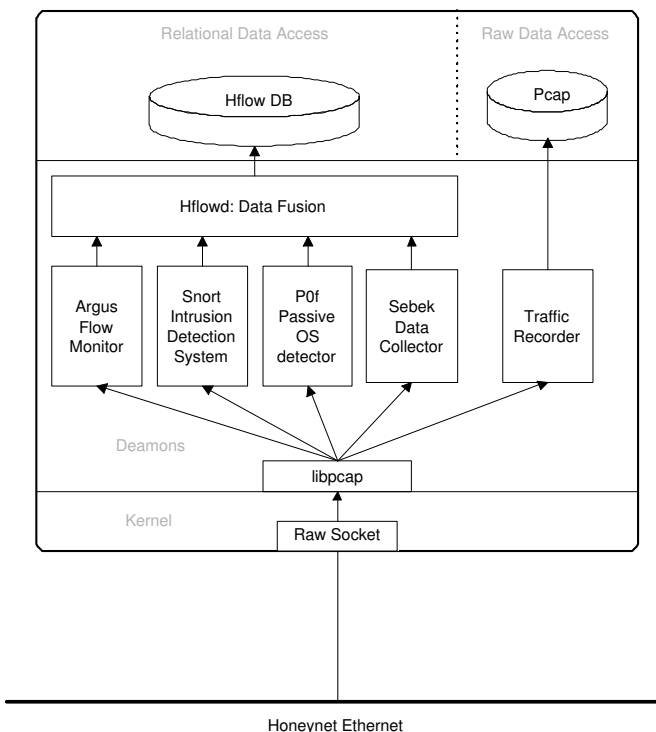 Relational Data Access
Raw Data Access
Hflow DB
Pcap
Hflowd: Data Fusion
Argus
Flow
Monitor
Snort
Intrusion
Detection
System
P0f
Passive
OS
detector
Sebek
Data
Collector
Traffic
Recorder
Deamons
libpcap
Kernel
Raw Socket
Honeynet Ethernet